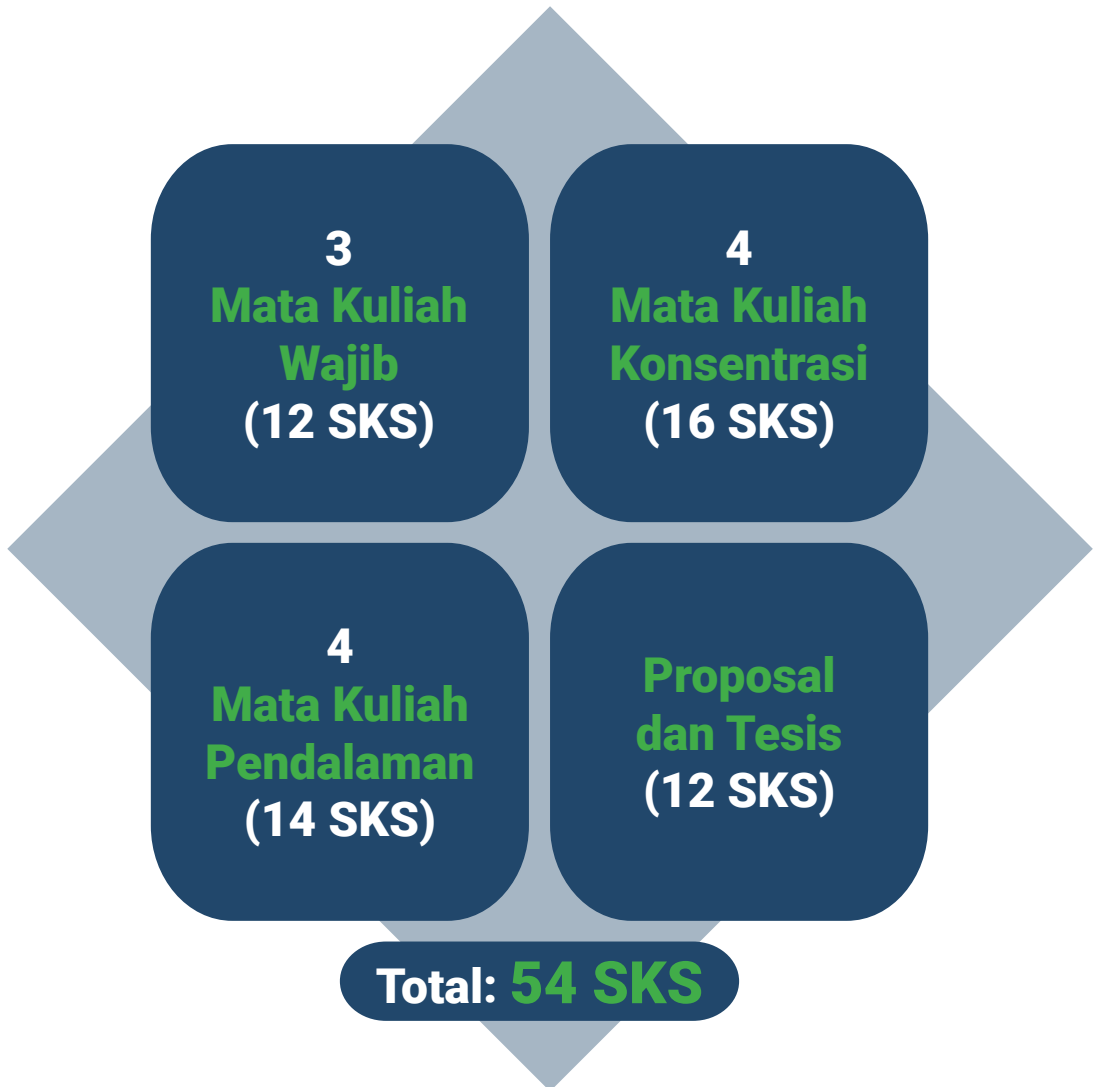 3
Mata Kuliah
Wajib
(12 SKS)
4
Mata Kuliah
Konsentrasi
(16 SKS)
4
Mata Kuliah
Pendalaman
(14 SKS)
Proposal
dan Tesis
(12 SKS)
Total: 54 SKS